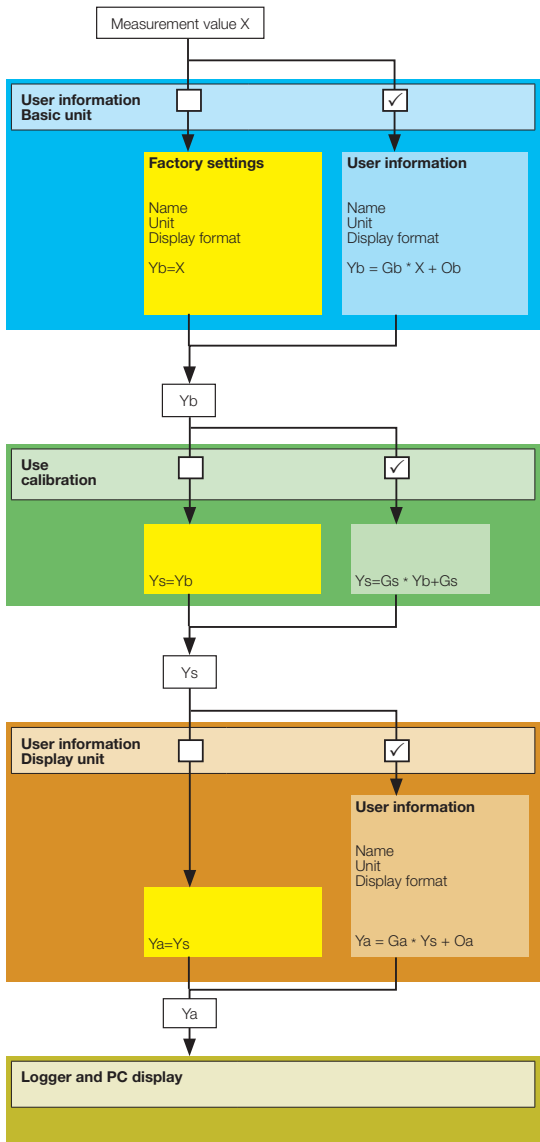 Measurement value X
User information
Basic unit
Factory settings
Name
Unit
Display format
Yb=X
User information
Name
Unit
Display format
Yb = Gb * X + Ob
Yb
Use
calibration
Ys=Yb
Ys=Gs * Yb+Gs
Ys
User information
Display unit
User information
Name
Unit
Display format
Ya=Ys
Ya = Ga * Ys + Oa
Ya
Logger and PC display